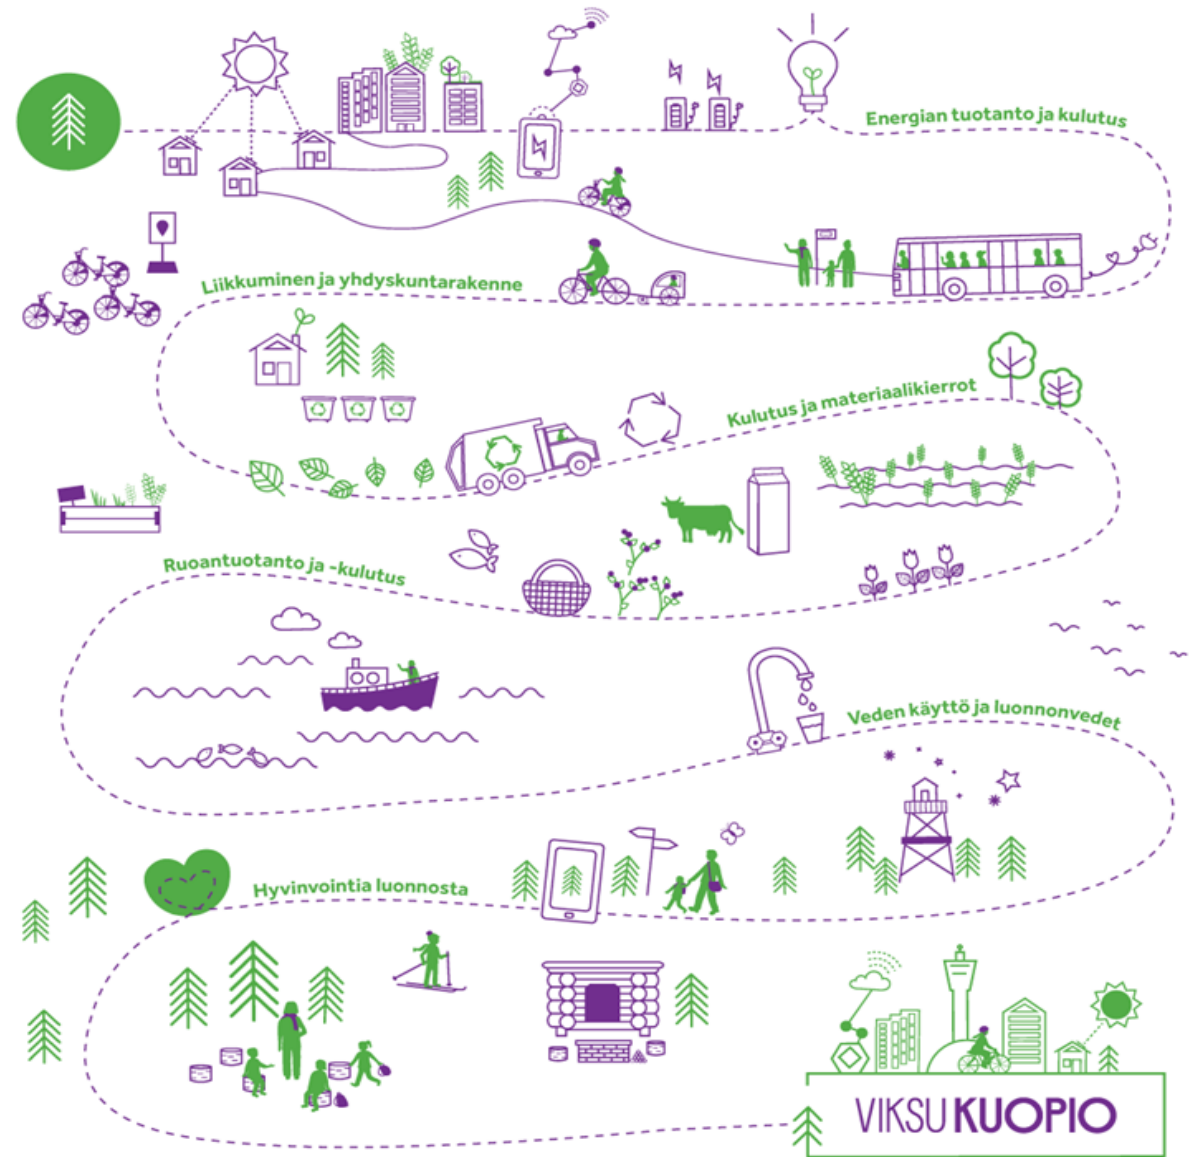 Energian tuotanto ja kulutus
Liikkuminen ja yhdyskuntarakenne
Kulutus ja materiaalikierrot
Ruoantuotanto ja -kulutus
Veden käyttö ja luonnonvedet
Hyvinvointia luonnosta
VIKSU KUOPIO